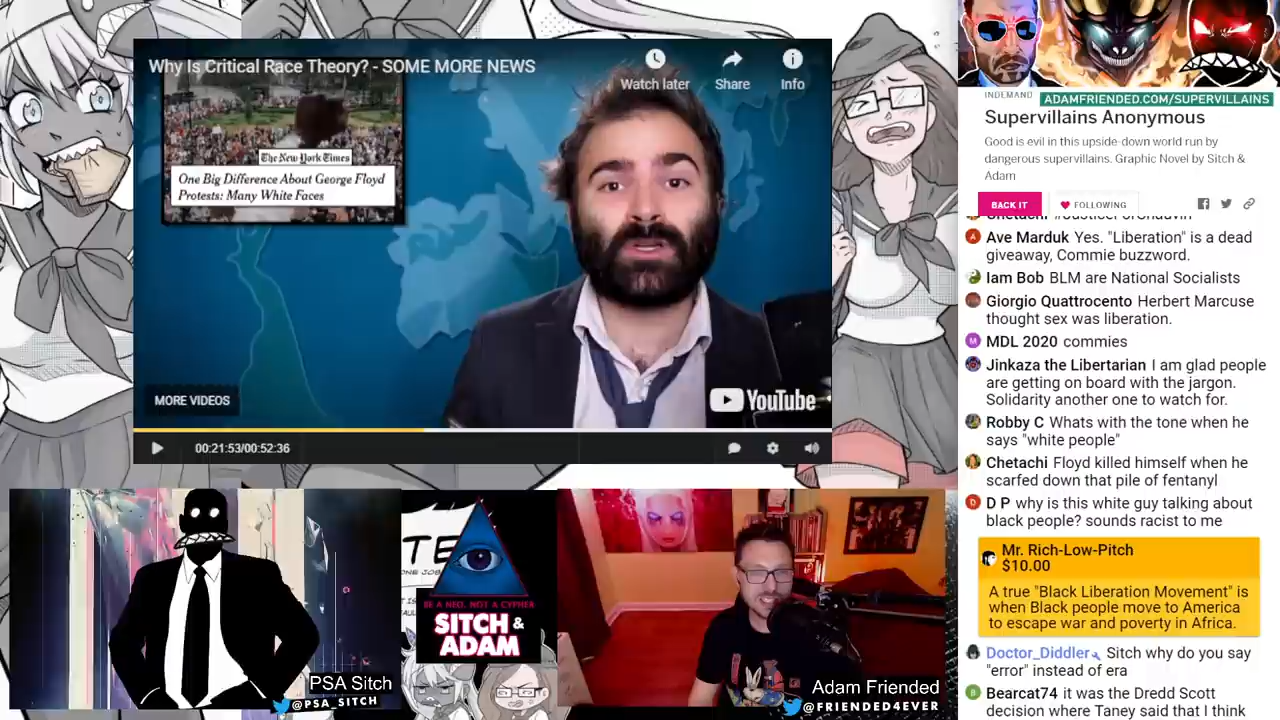 Why Is Critical Race Theory? - SOME MORE NEWS
Watch later
Share
Info
The New York Times
One Big Difference About George Floyd
Protests: Many White Faces
MORE VIDEOS
YouTube
00:21:53/00:52:36
BE A NEO, NOT A CYPHER
SITCH &
ADAM
PSA Sitch
@PSA_SITCH
Adam Friended
@FRIENDED4EVER
INDEMAND
ADAMFRIENDED.COM/SUPERVILLAINS
Supervillains Anonymous
Good is evil in this upside-down world run by
dangerous supervillains. Graphic Novel by Sitch &
Adam
BACK IT
FOLLOWING
Ave Marduk Yes. "Liberation" is a dead
giveaway, Commie buzzword.
Iam Bob BLM are National Socialists
Giorgio Quattrocento Herbert Marcuse
thought sex was liberation.
MDL 2020 commies
Jinkaza the Libertarian I am glad people
are getting on board with the jargon.
Solidarity another one to watch for.
Robby C Whats with the tone when he
says "white people"
Chetachi Floyd killed himself when he
scarfed down that pile of fentanyl
D P why is this white guy talking about
black people? sounds racist to me
Mr. Rich-Low-Pitch
$10.00
A true "Black Liberation Movement" is
when Black people move to America
to escape war and poverty in Africa.
Doctor_Diddler Sitch why do you say
"error" instead of era
Bearcat74 it was the Dredd Scott
decision where Taney said that I think